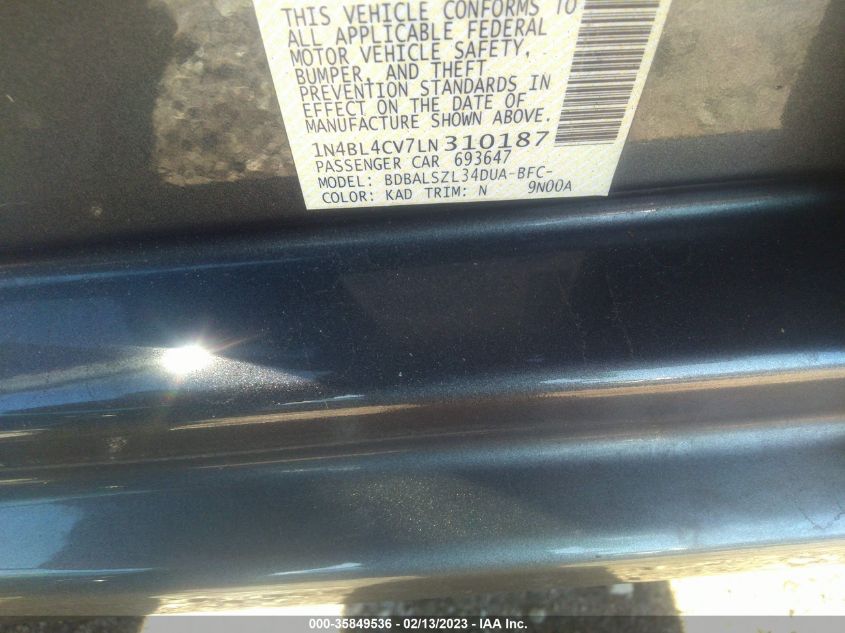 THIS VEHICLE CONFORMS TO
ALL APPLICABLE FEDERAL
MOTOR VEHICLE SAFETY,
BUMPER, AND THEFT
PREVENTION STANDARDS IN
EFFECT ON THE DATE OF
MANUFACTURE SHOWN ABOVE.
1N4BL4CV7LN310187
PASSENGER CAR 693647
MODEL: BDBALSZL34DUA-BFC-
COLOR: KAD TRIM: N 9N00A
000-35849536 - 02/13/2023 - IAA Inc.